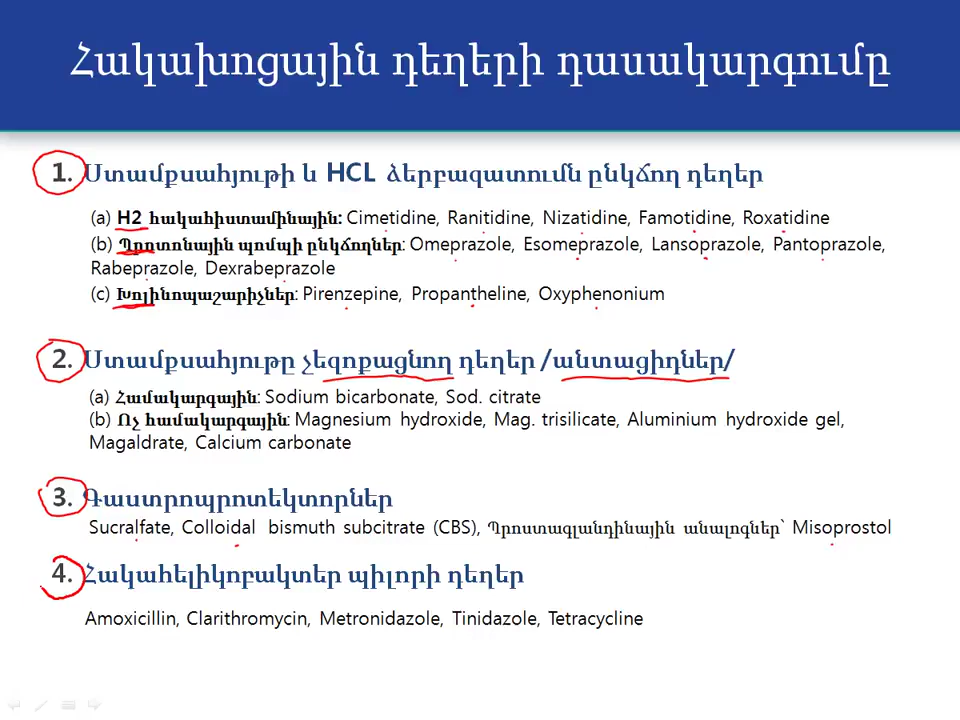 Հակախոցային դեղերի դասակարգումը
1. Ստամքսահյութի և HCL ձերբազատումն ընկճող դեղեր
(a) H2 հակահիստամինային: Cimetidine, Ranitidine, Nizatidine, Famotidine, Roxatidine
(b) Պրոտոնային պոմպի ընկճողներ: Omeprazole, Esomeprazole, Lansoprazole, Pantoprazole,
Rabeprazole, Dexrabeprazole
(c) Խոլինոպաշարիչներ: Pirenzepine, Propantheline, Oxyphenonium
2. Ստամքսահյութը չեզոքացնող դեղեր /անտացիդներ/
(a) Համակարգային: Sodium bicarbonate, Sod. citrate
(b) Ոչ համակարգային: Magnesium hydroxide, Mag. trisilicate, Aluminium hydroxide gel,
Magaldrate, Calcium carbonate
3. Գաստրոպրոտեկտորներ
Sucralfate, Colloidal bismuth subcitrate (CBS), Պրոստագլանդինային անալոգներ՝ Misoprostol
4. Հակահելիկոբակտեր պիլորի դեղեր
Amoxicillin, Clarithromycin, Metronidazole, Tinidazole, Tetracycline